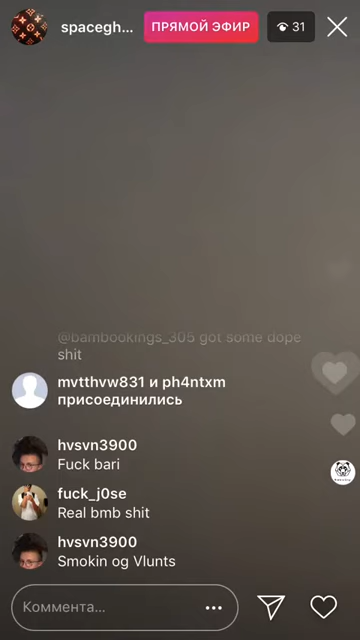 spacegh...
ПРЯМОЙ ЭФИР
31
@bambookings_305 got some dope
shit
mvtthvw831 и ph4ntxm
присоединились
hvsvn3900
Fuck bari
fuck_j0se
Real bmb shit
hvsvn3900
Smokin og Vlunts
Коммента...